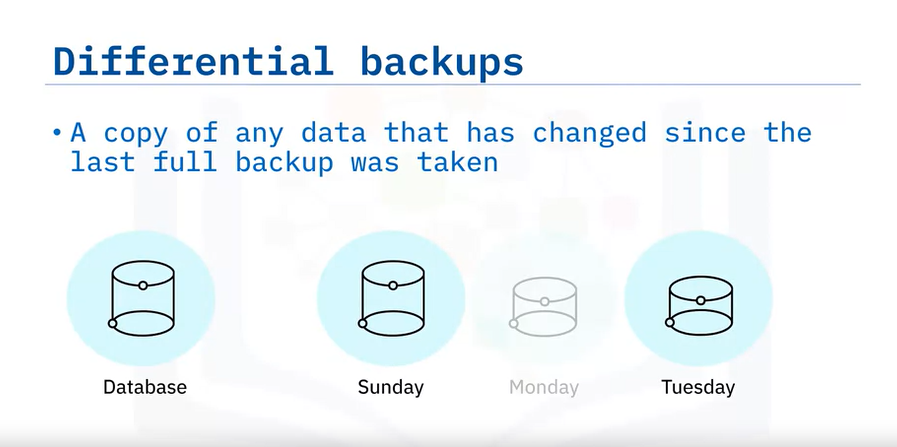 Differential backups
• A copy of any data that has changed since the
last full backup was taken
Database
Sunday
Monday
Tuesday